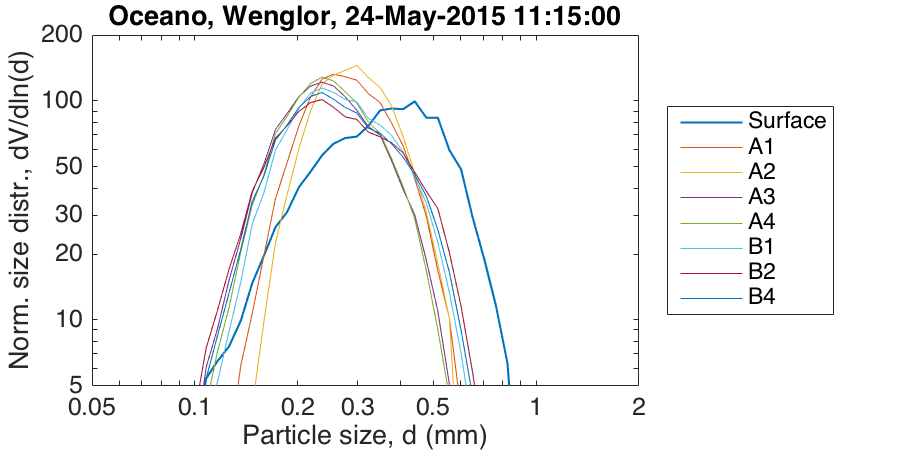 Oceano, Wenglor, 24-May-2015 11:15:00
Norm. size distr., dV/dln(d)
200
100
50
30
20
10
5
0.05
0.1
0.2
0.3
0.5
1
2
Particle size, d (mm)
Surface
A1
A2
A3
A4
B1
B2
B4